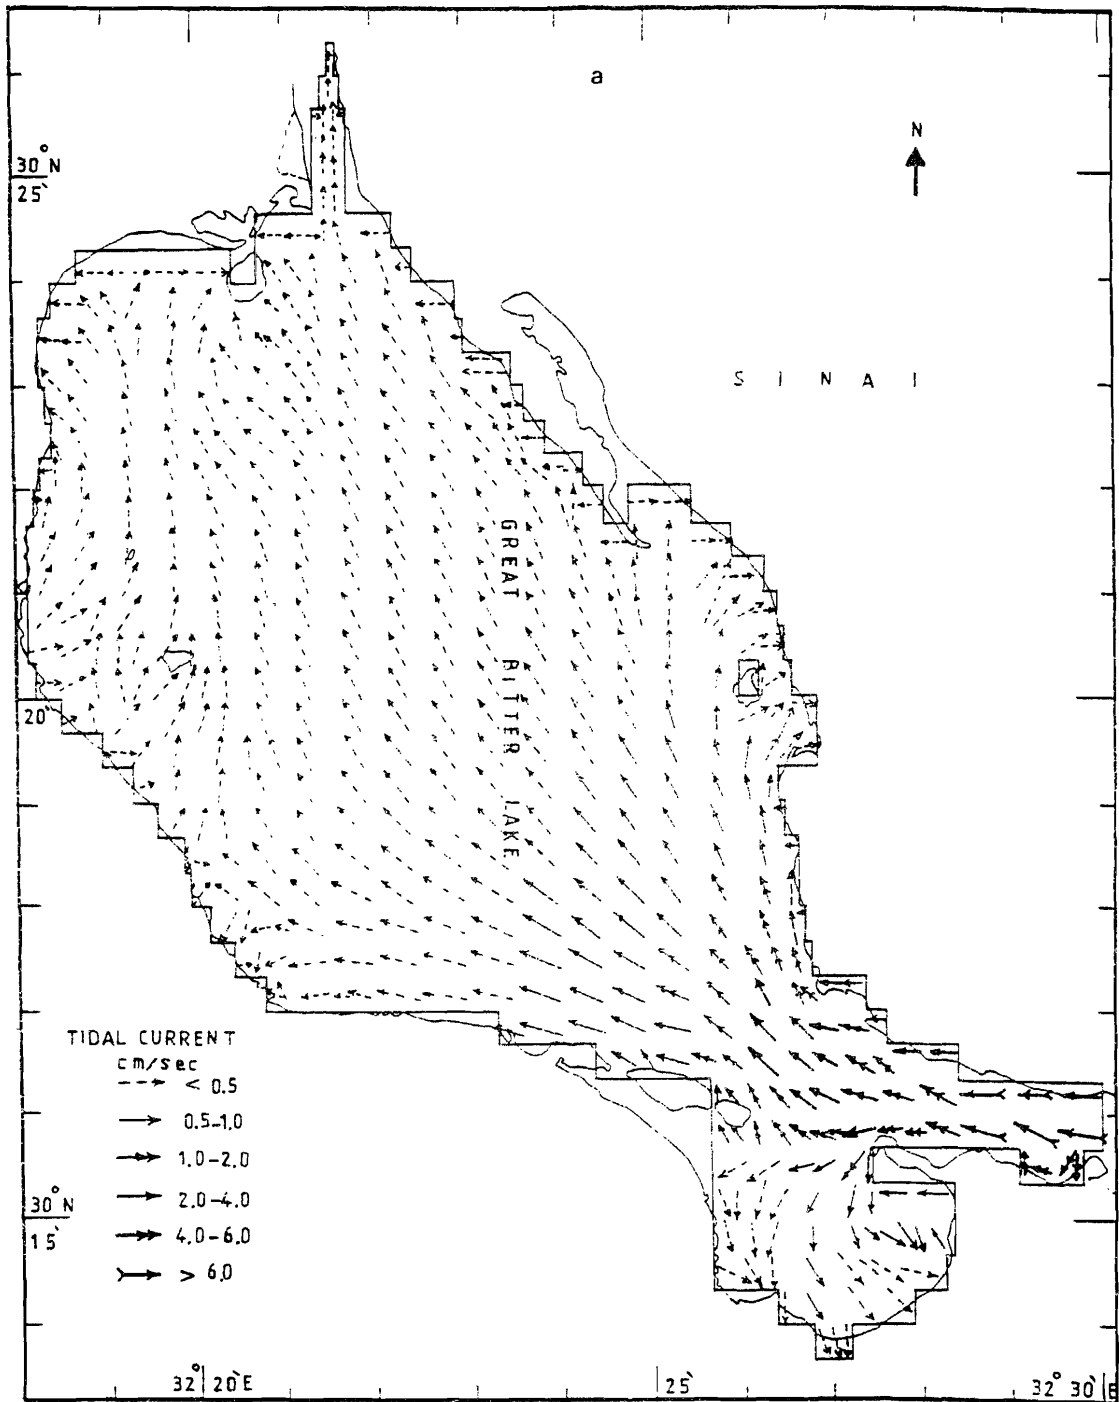 a
N
30°N
25'
S I N A I
GREAT BITTER LAKE
20'
TIDAL CURRENT
cm/sec
< 0.5
0.5-1.0
1.0-2.0
2.0-4.0
4.0-6.0
> 6.0
30°N
15'
32° 20'E
25'
32° 30'E